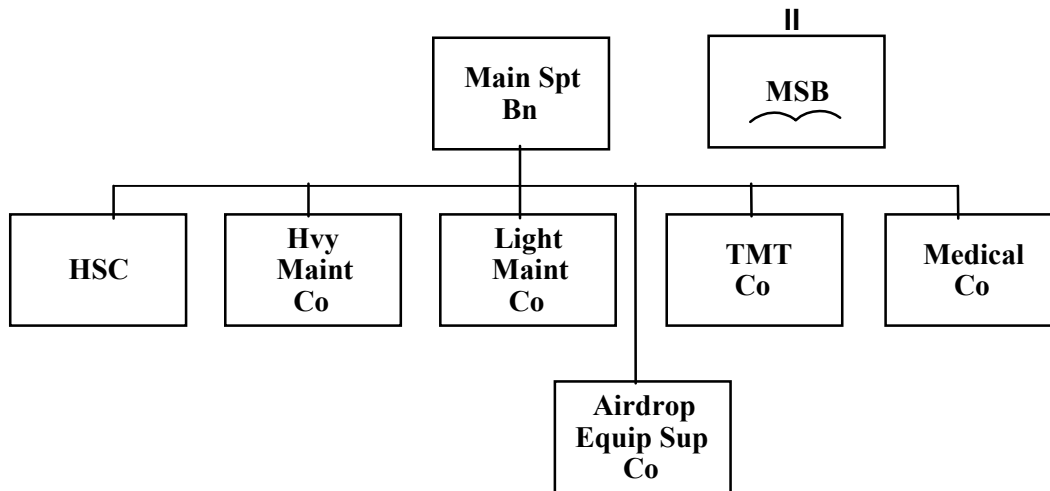 II
Main Spt
Bn
MSB
HSC
Hvy
Maint
Co
Light
Maint
Co
TMT
Co
Medical
Co
Airdrop
Equip Sup
Co